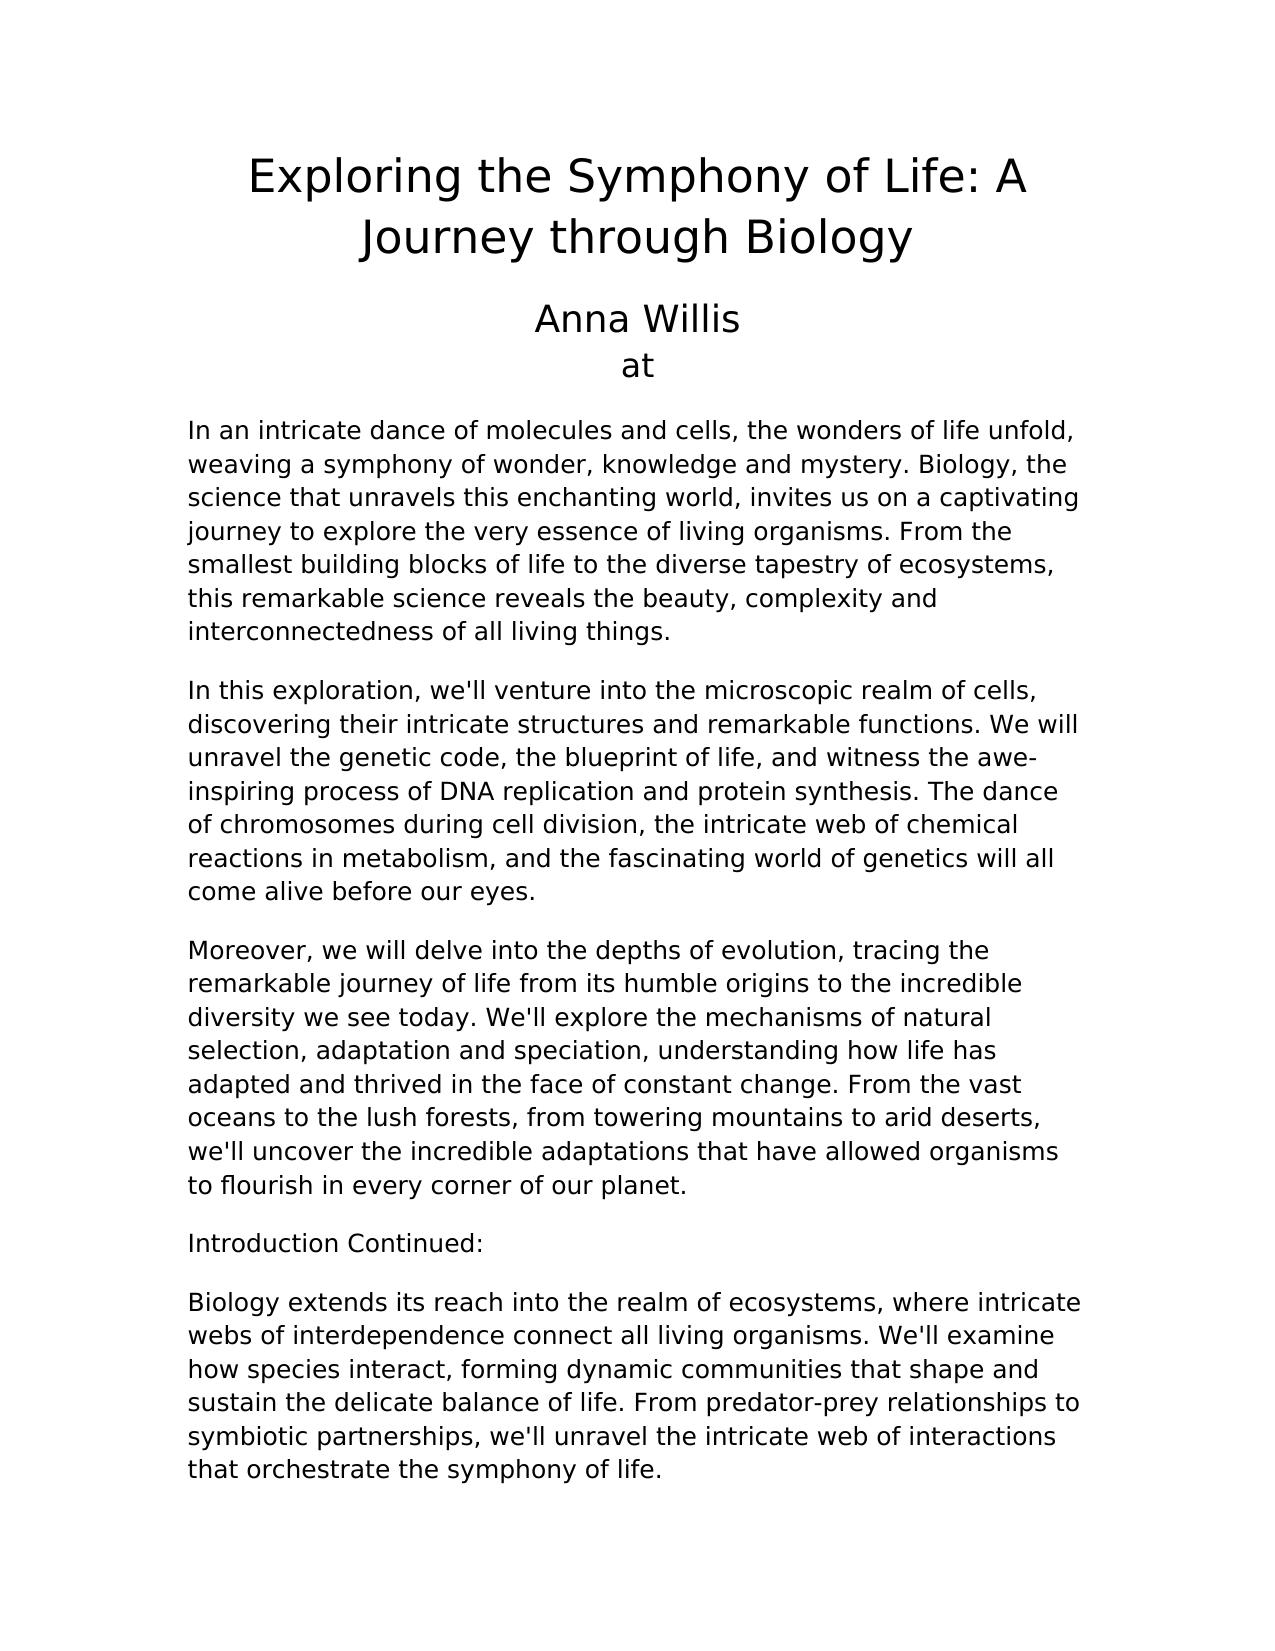 Exploring the Symphony of Life: A
Journey through Biology
Anna Willis
at
In an intricate dance of molecules and cells, the wonders of life unfold,
weaving a symphony of wonder, knowledge and mystery. Biology, the
science that unravels this enchanting world, invites us on a captivating
journey to explore the very essence of living organisms. From the
smallest building blocks of life to the diverse tapestry of ecosystems,
this remarkable science reveals the beauty, complexity and
interconnectedness of all living things.
In this exploration, we'll venture into the microscopic realm of cells,
discovering their intricate structures and remarkable functions. We will
unravel the genetic code, the blueprint of life, and witness the awe-
inspiring process of DNA replication and protein synthesis. The dance
of chromosomes during cell division, the intricate web of chemical
reactions in metabolism, and the fascinating world of genetics will all
come alive before our eyes.
Moreover, we will delve into the depths of evolution, tracing the
remarkable journey of life from its humble origins to the incredible
diversity we see today. We'll explore the mechanisms of natural
selection, adaptation and speciation, understanding how life has
adapted and thrived in the face of constant change. From the vast
oceans to the lush forests, from towering mountains to arid deserts,
we'll uncover the incredible adaptations that have allowed organisms
to flourish in every corner of our planet.
Introduction Continued:
Biology extends its reach into the realm of ecosystems, where intricate
webs of interdependence connect all living organisms. We'll examine
how species interact, forming dynamic communities that shape and
sustain the delicate balance of life. From predator-prey relationships to
symbiotic partnerships, we'll unravel the intricate web of interactions
that orchestrate the symphony of life.